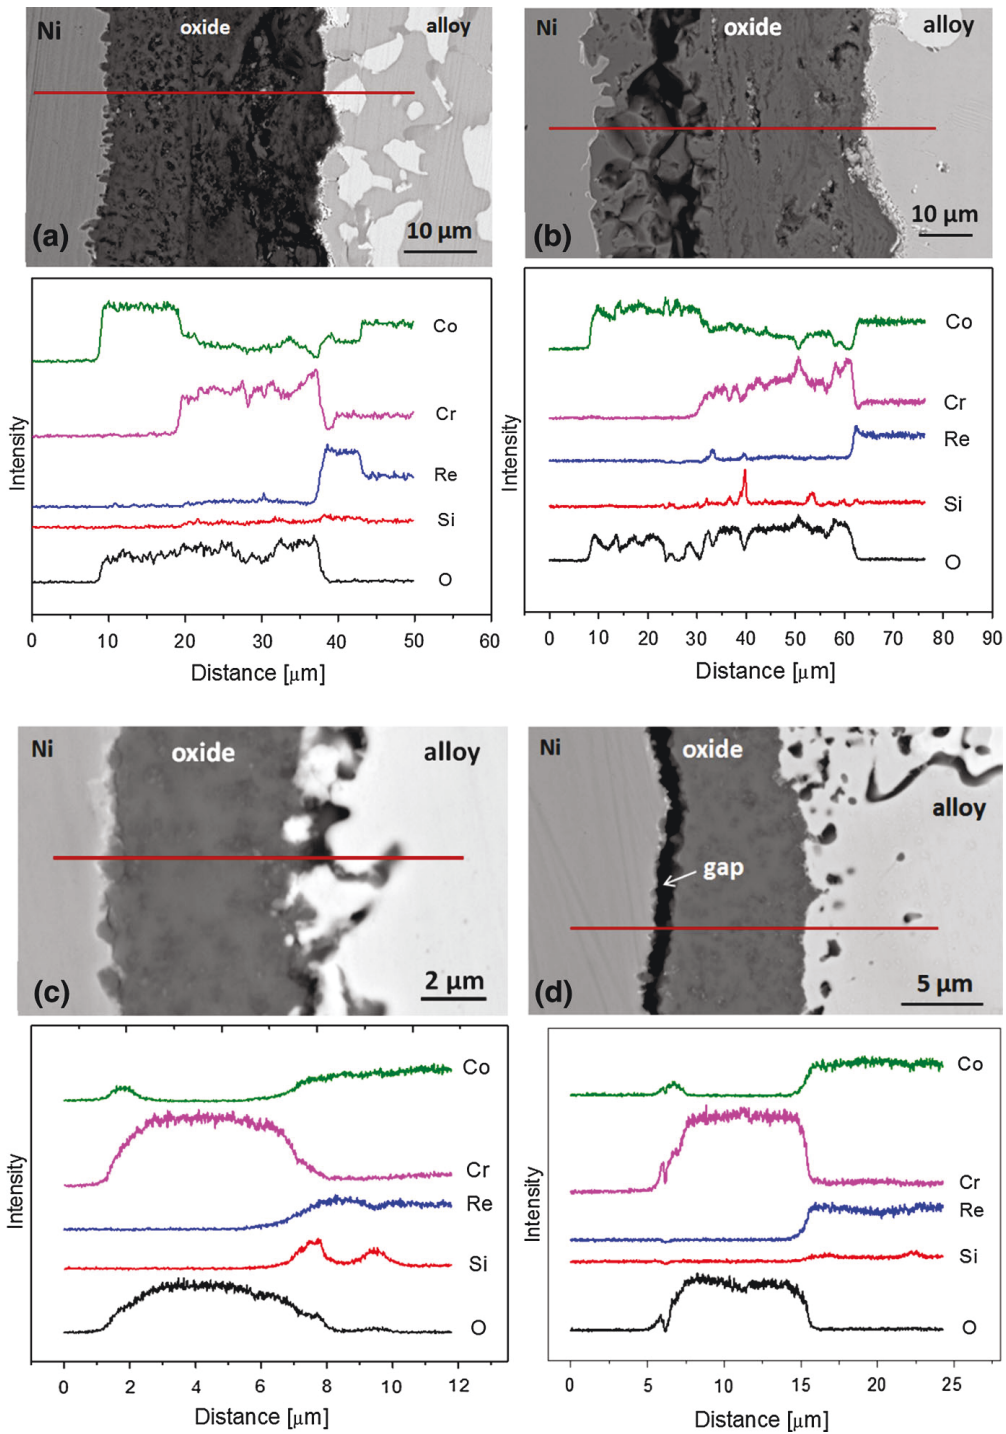 Ni
oxide
alloy
(a)
10 μm
Co
Cr
Re
Si
O
Intensity
0 10 20 30 40 50 60
Distance [μm]
Ni
oxide
alloy
(b)
10 μm
Co
Cr
Re
Si
O
Intensity
0 10 20 30 40 50 60 70 80 90
Distance [μm]
Ni
oxide
alloy
(c)
2 μm
Co
Cr
Re
Si
O
Intensity
0 2 4 6 8 10 12
Distance [μm]
Ni
oxide
alloy
gap
(d)
5 μm
Co
Cr
Re
Si
O
Intensity
0 5 10 15 20 25
Distance [μm]